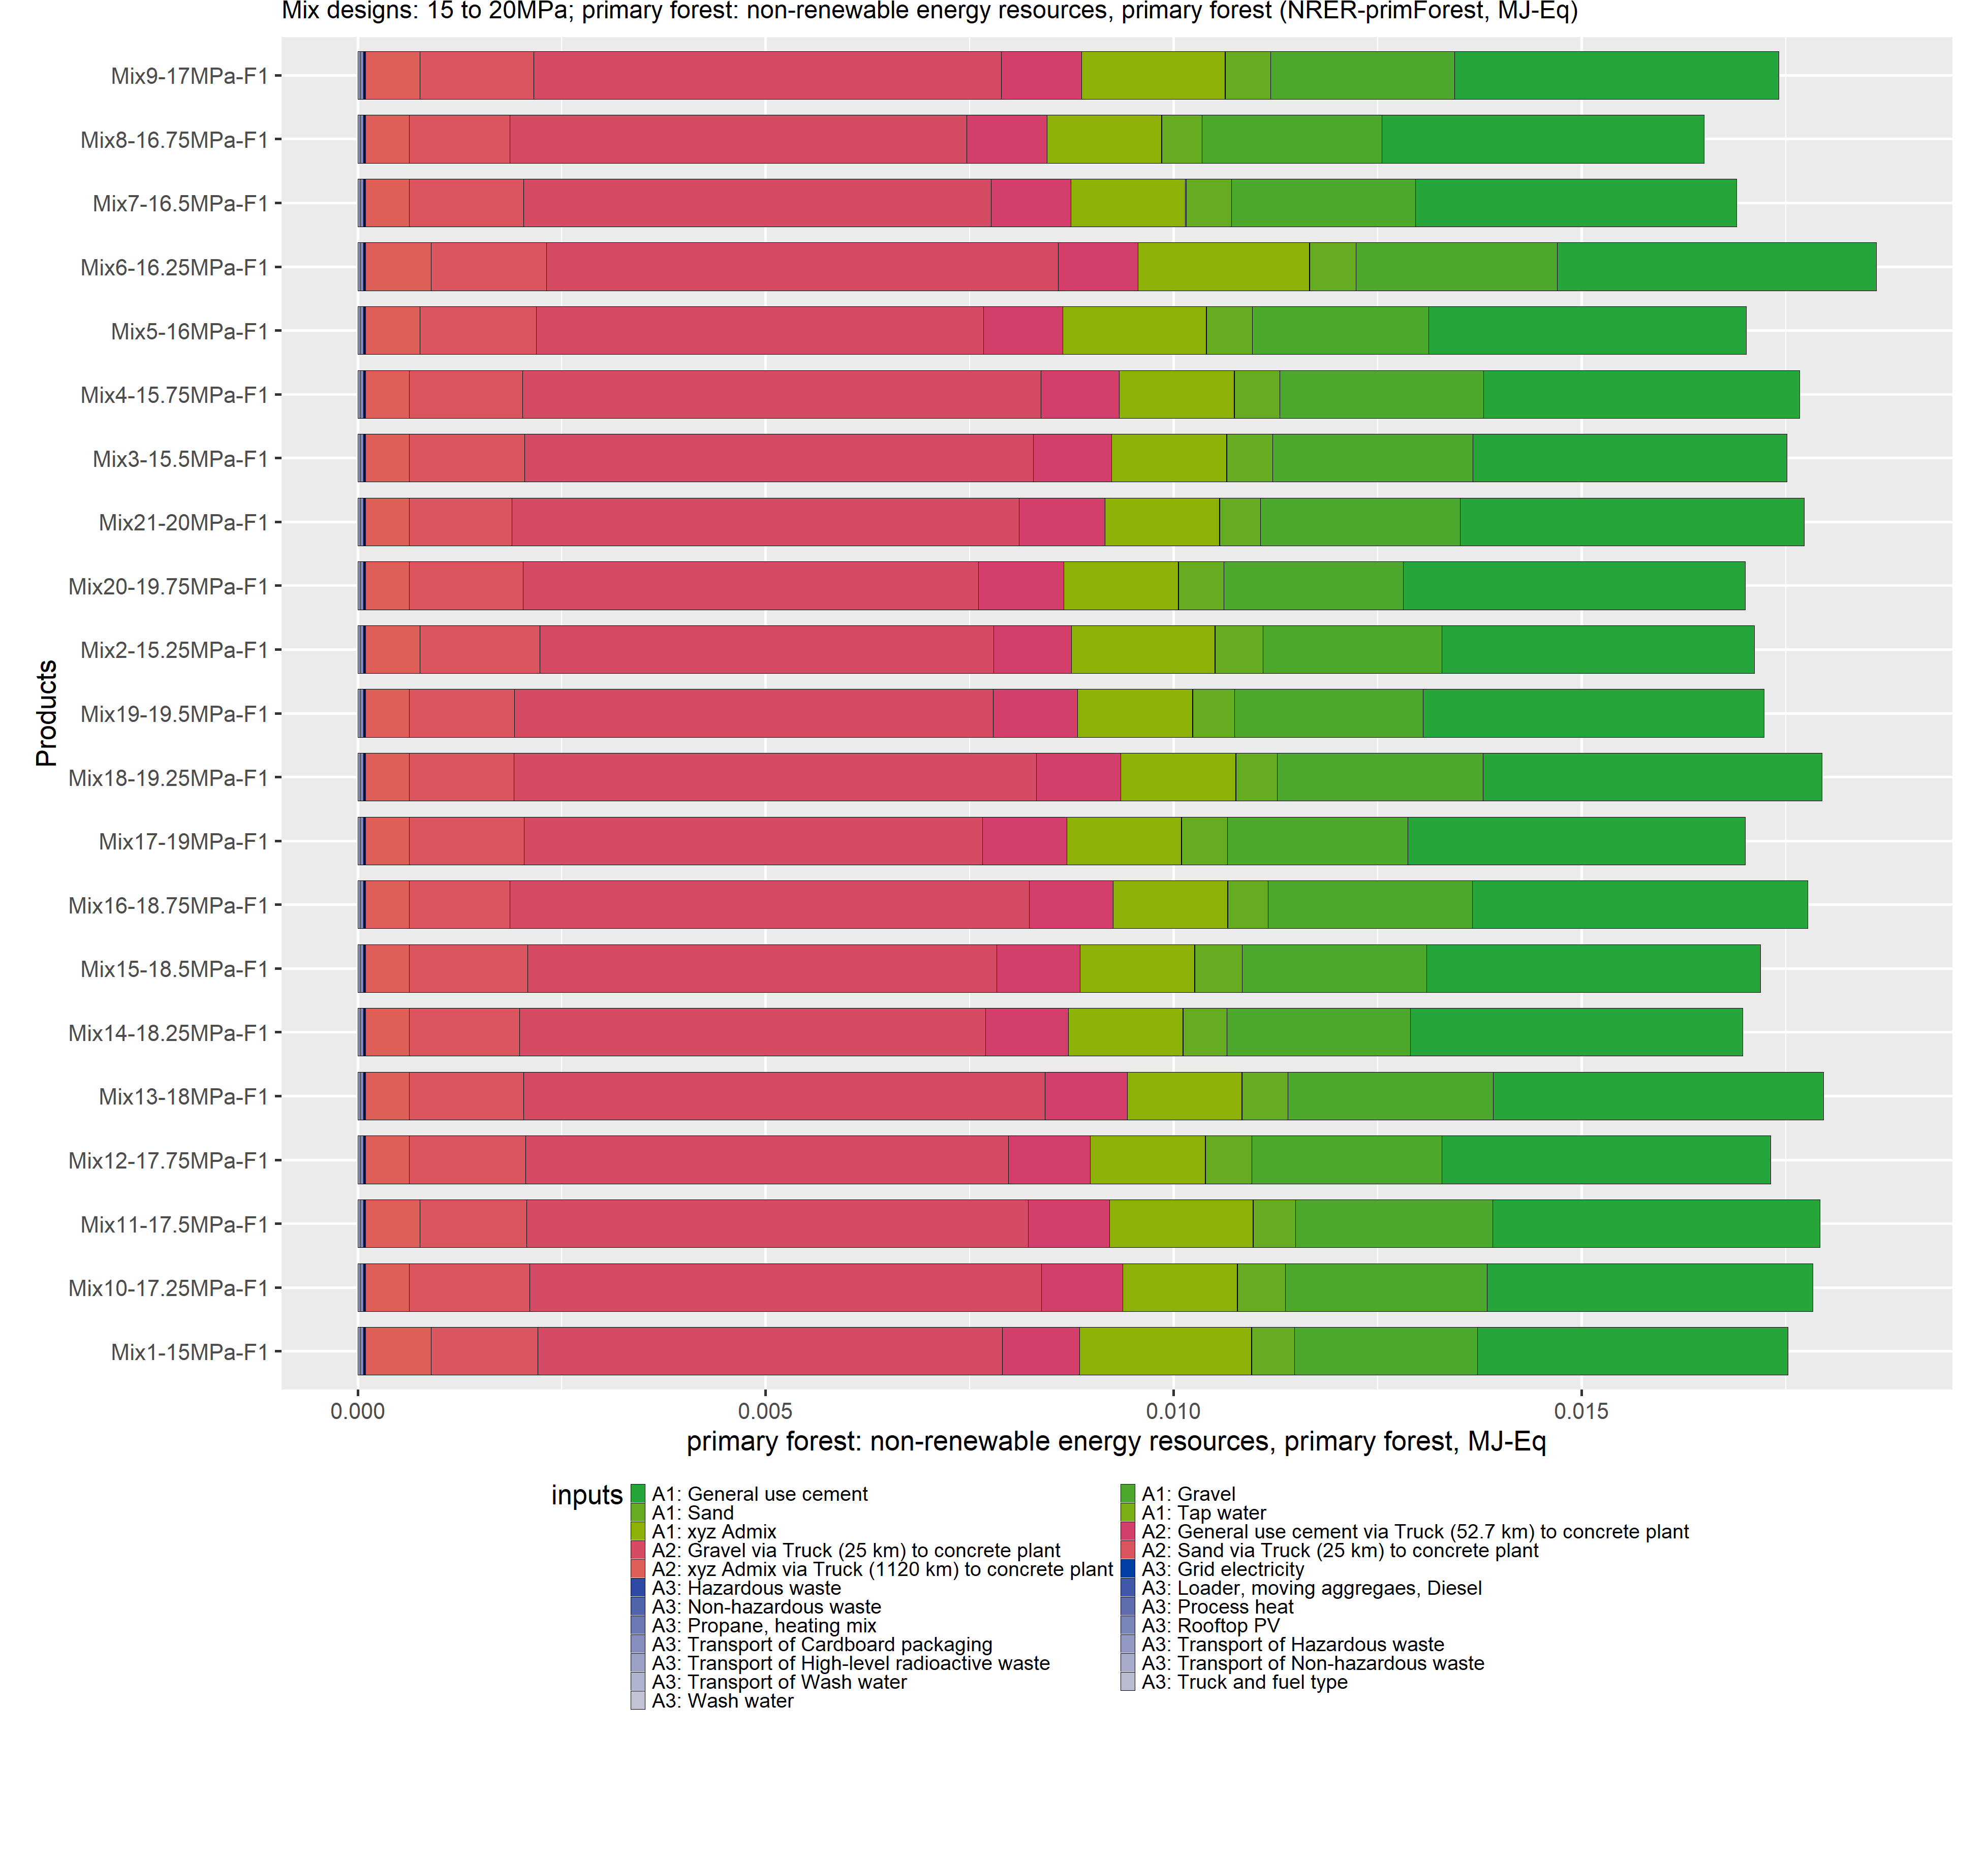 Mix designs: 15 to 20MPa; primary forest: non-renewable energy resources, primary forest (NRER-primForest, MJ-Eq)
Products
Mix9-17MPa-F1
Mix8-16.75MPa-F1
Mix7-16.5MPa-F1
Mix6-16.25MPa-F1
Mix5-16MPa-F1
Mix4-15.75MPa-F1
Mix3-15.5MPa-F1
Mix21-20MPa-F1
Mix20-19.75MPa-F1
Mix2-15.25MPa-F1
Mix19-19.5MPa-F1
Mix18-19.25MPa-F1
Mix17-19MPa-F1
Mix16-18.75MPa-F1
Mix15-18.5MPa-F1
Mix14-18.25MPa-F1
Mix13-18MPa-F1
Mix12-17.75MPa-F1
Mix11-17.5MPa-F1
Mix10-17.25MPa-F1
Mix1-15MPa-F1
0.000 0.005 0.010 0.015
primary forest: non-renewable energy resources, primary forest, MJ-Eq
inputs
A1: General use cement A1: Gravel
A1: Sand A1: Tap water
A1: xyz Admix A2: General use cement via Truck (52.7 km) to concrete plant
A2: Gravel via Truck (25 km) to concrete plant A2: Sand via Truck (25 km) to concrete plant
A2: xyz Admix via Truck (1120 km) to concrete plant A3: Grid electricity
A3: Hazardous waste A3: Loader, moving aggregaes, Diesel
A3: Non-hazardous waste A3: Process heat
A3: Propane, heating mix A3: Rooftop PV
A3: Transport of Cardboard packaging A3: Transport of Hazardous waste
A3: Transport of High-level radioactive waste A3: Transport of Non-hazardous waste
A3: Transport of Wash water A3: Truck and fuel type
A3: Wash water